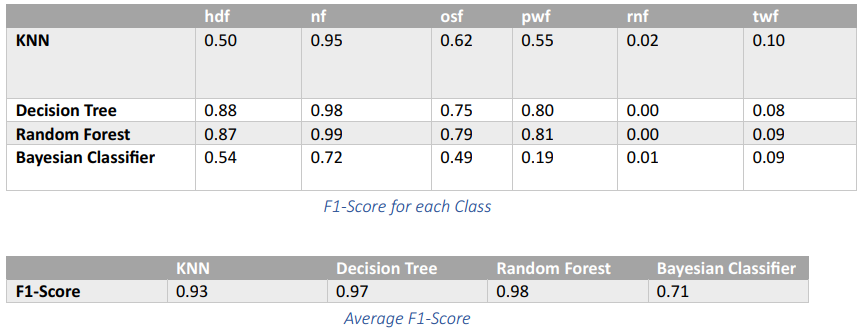 hdf nf osf pwf rnf twf
KNN 0.50 0.95 0.62 0.55 0.02 0.10
Decision Tree 0.88 0.98 0.75 0.80 0.00 0.08
Random Forest 0.87 0.99 0.79 0.81 0.00 0.09
Bayesian Classifier 0.54 0.72 0.49 0.19 0.01 0.09
F1-Score for each Class
KNN Decision Tree Random Forest Bayesian Classifier
F1-Score 0.93 0.97 0.98 0.71
Average F1-Score